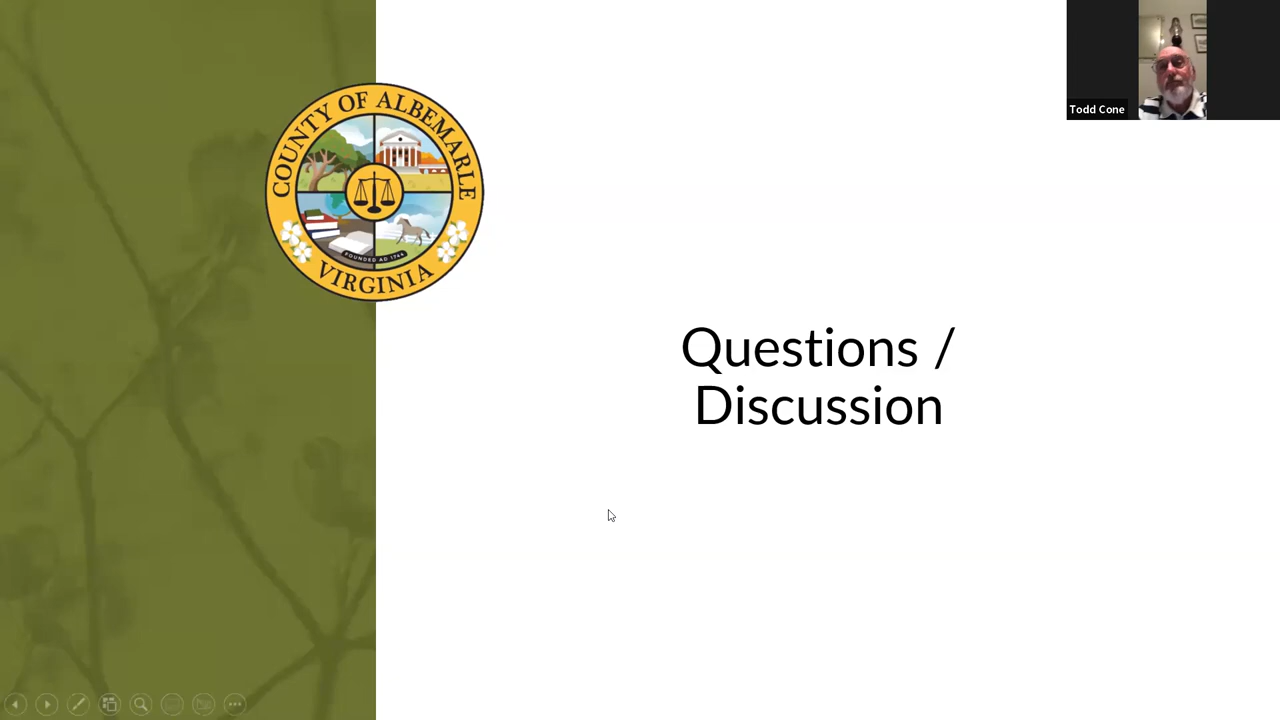 COUNTY OF ALBEMARLE
FOUNDED AD 1744
VIRGINIA
Todd Cone
Questions /
Discussion